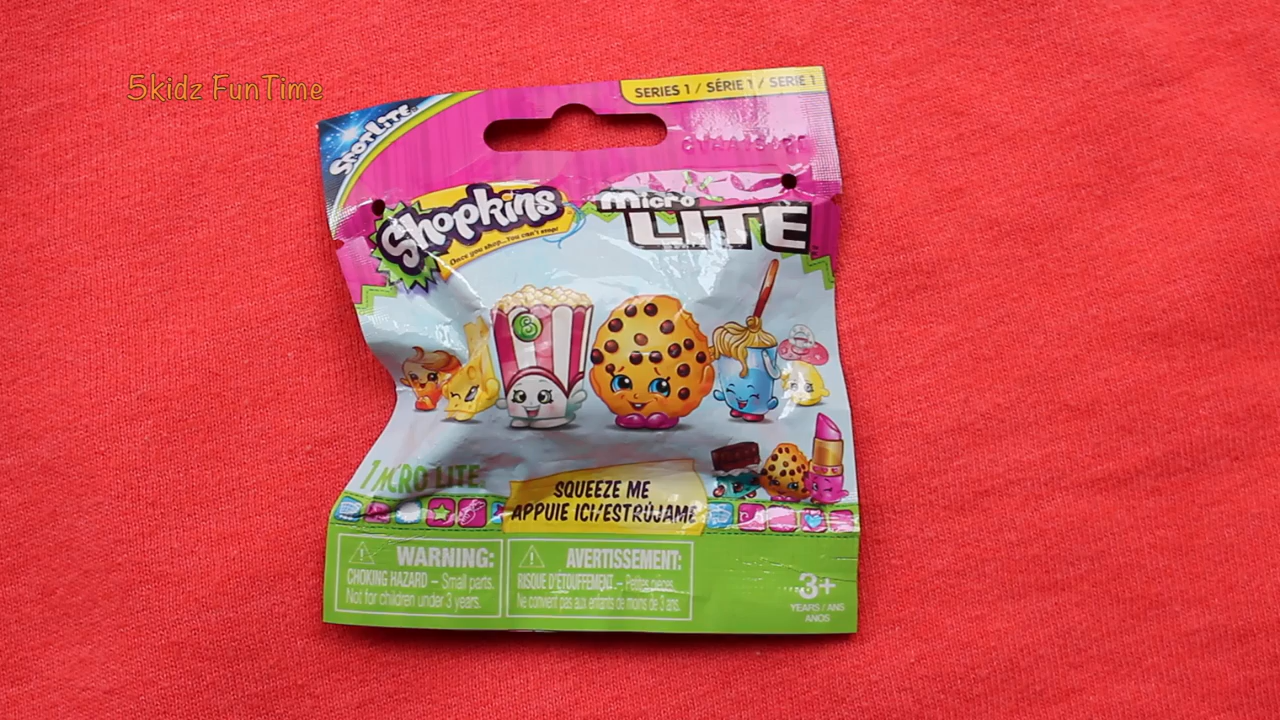 5kidz FunTime
SERIES 1 / SÉRIE 1 / SERIE 1
SPOTLITE
Shopkins
Once you shop...You can't stop!
micro
LITE
1 MICRO LITE
SQUEEZE ME
APPUIE ICI/ESTRÚJAME
WARNING:
CHOKING HAZARD – Small parts.
Not for children under 3 years.
AVERTISSEMENT:
RISQUE D'ÉTOUFFEMENT – Petites pièces.
Ne convient pas aux enfants de moins de 3 ans.
3+
YEARS / ANS
AÑOS